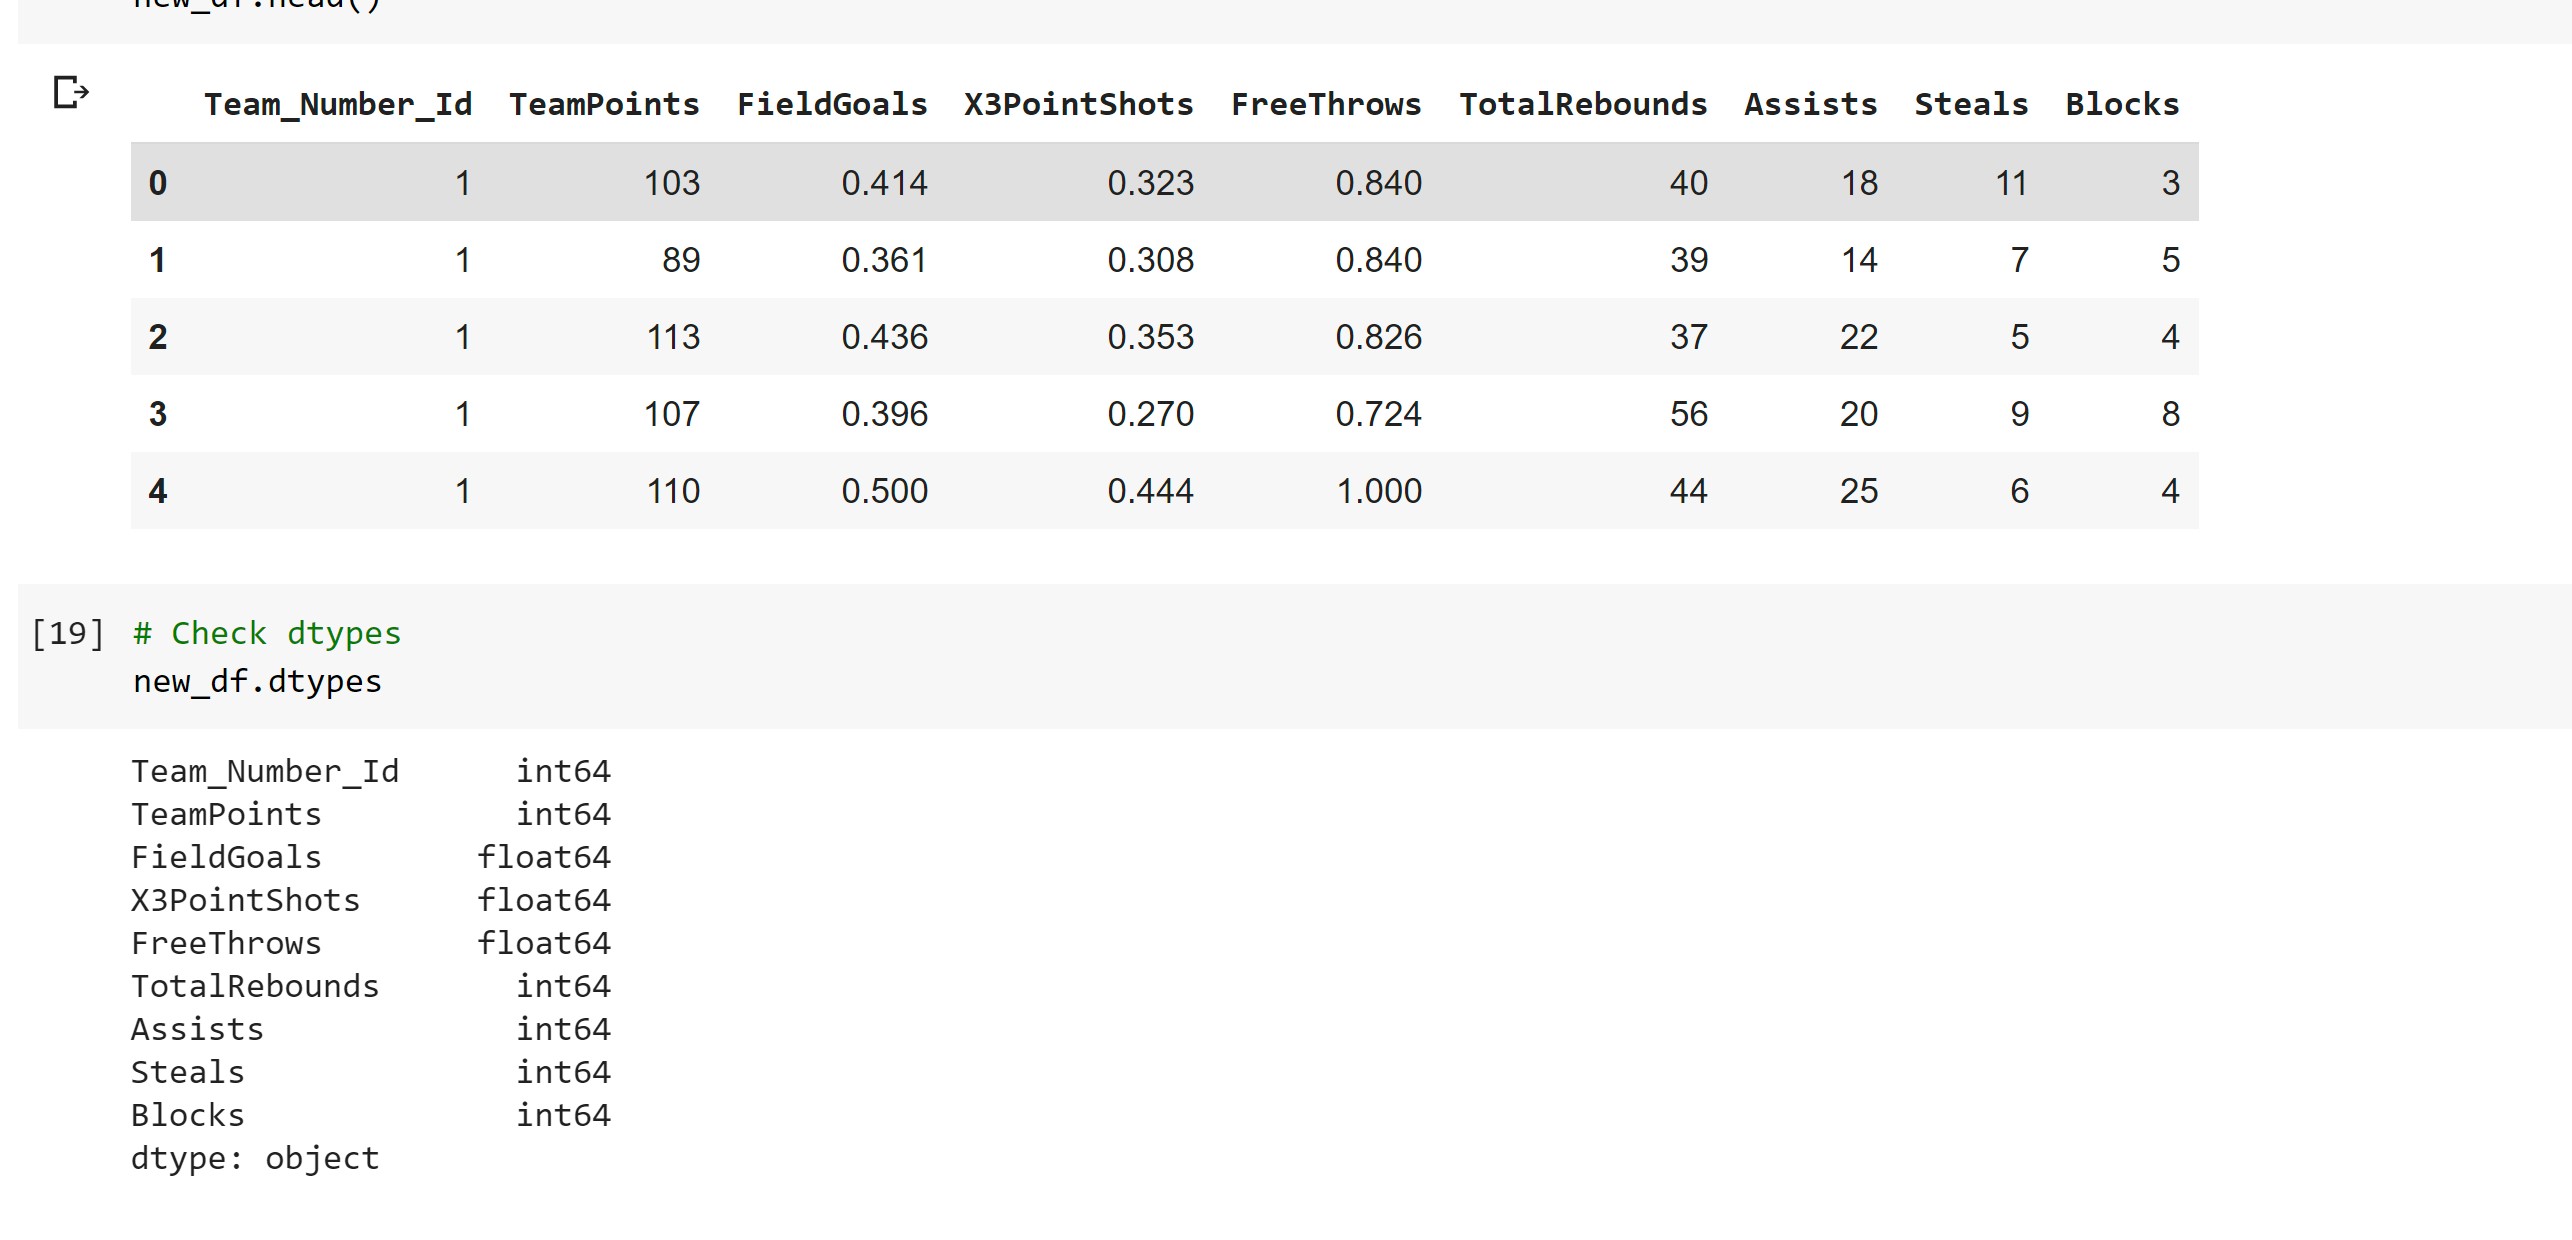 new_df.head()
Team_Number_Id TeamPoints FieldGoals X3PointShots FreeThrows TotalRebounds Assists Steals Blocks
0 1 103 0.414 0.323 0.840 40 18 11 3
1 1 89 0.361 0.308 0.840 39 14 7 5
2 1 113 0.436 0.353 0.826 37 22 5 4
3 1 107 0.396 0.270 0.724 56 20 9 8
4 1 110 0.500 0.444 1.000 44 25 6 4
[19] # Check dtypes
new_df.dtypes
Team_Number_Id int64
TeamPoints int64
FieldGoals float64
X3PointShots float64
FreeThrows float64
TotalRebounds int64
Assists int64
Steals int64
Blocks int64
dtype: object